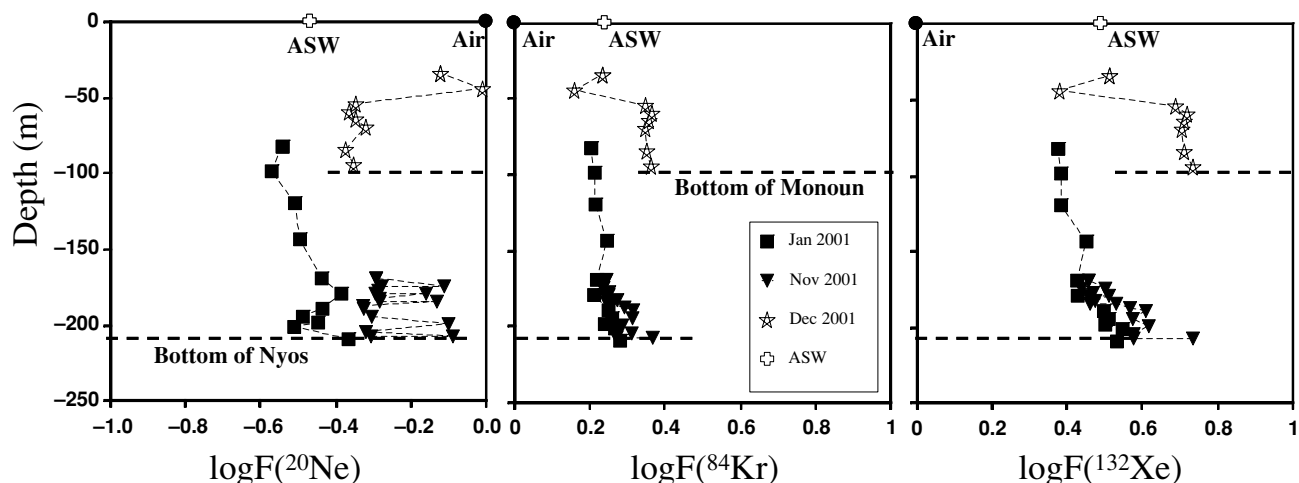 0
−50
−100
−150
−200
−250
Depth (m)
ASW
Air
Bottom of Nyos
−1.0 −0.8 −0.6 −0.4 −0.2 0.0
logF(²⁰Ne)
Air
ASW
Bottom of Monoun
Jan 2001
Nov 2001
Dec 2001
ASW
0 0.2 0.4 0.6 0.8 1
logF(⁸⁴Kr)
Air
ASW
0 0.2 0.4 0.6 0.8 1
logF(¹³²Xe)